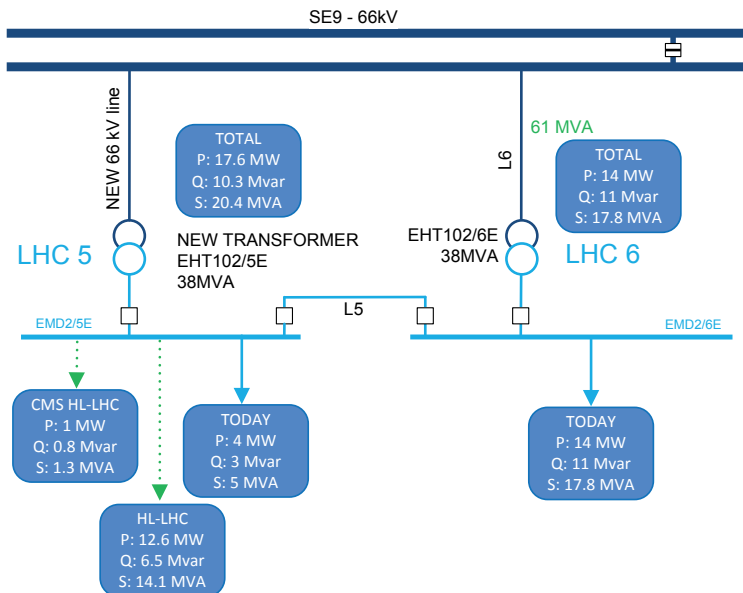 SE9 - 66kV
NEW 66 kV line
TOTAL
P: 17.6 MW
Q: 10.3 Mvar
S: 20.4 MVA
61 MVA
L6
TOTAL
P: 14 MW
Q: 11 Mvar
S: 17.8 MVA
LHC 5
NEW TRANSFORMER
EHT102/5E
38MVA
EHT102/6E
38MVA
LHC 6
L5
EMD2/5E
EMD2/6E
CMS HL-LHC
P: 1 MW
Q: 0.8 Mvar
S: 1.3 MVA
TODAY
P: 4 MW
Q: 3 Mvar
S: 5 MVA
TODAY
P: 14 MW
Q: 11 Mvar
S: 17.8 MVA
HL-LHC
P: 12.6 MW
Q: 6.5 Mvar
S: 14.1 MVA